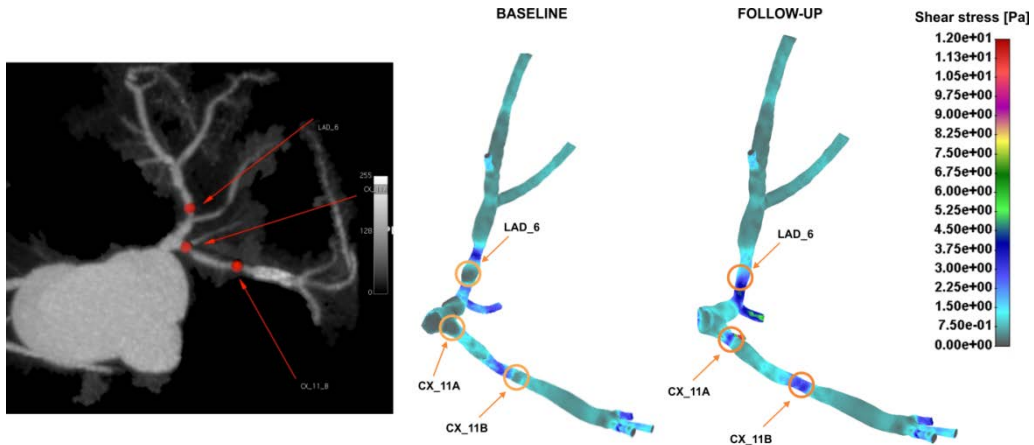 BASELINE
FOLLOW-UP
Shear stress [Pa]
LAD_6
255
128
0
LAD_6
CX_11A
CX_11B
LAD_6
CX_11A
CX_11B
1.20e+01
1.13e+01
1.05e+01
9.75e+00
9.00e+00
8.25e+00
7.50e+00
6.75e+00
6.00e+00
5.25e+00
4.50e+00
3.75e+00
3.00e+00
2.25e+00
1.50e+00
7.50e-01
0.00e+00
CX_11_B